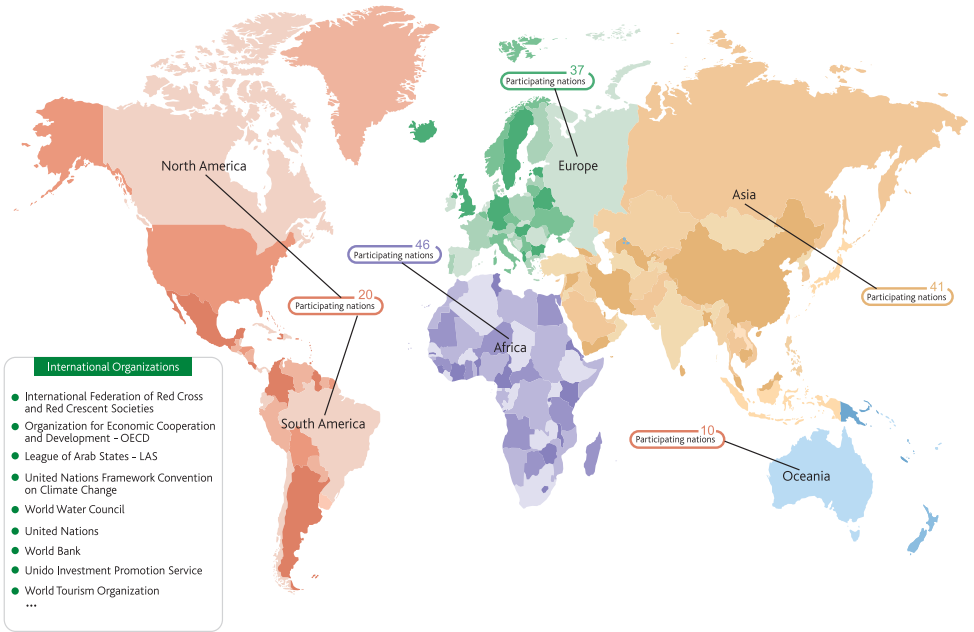 37
Participating nations
North America
Europe
Asia
46
Participating nations
20
Participating nations
41
Participating nations
Africa
South America
10
Participating nations
Oceania
International Organizations
International Federation of Red Cross
and Red Crescent Societies
Organization for Economic Cooperation
and Development – OECD
League of Arab States – LAS
United Nations Framework Convention
on Climate Change
World Water Council
United Nations
World Bank
Unido Investment Promotion Service
World Tourism Organization
...